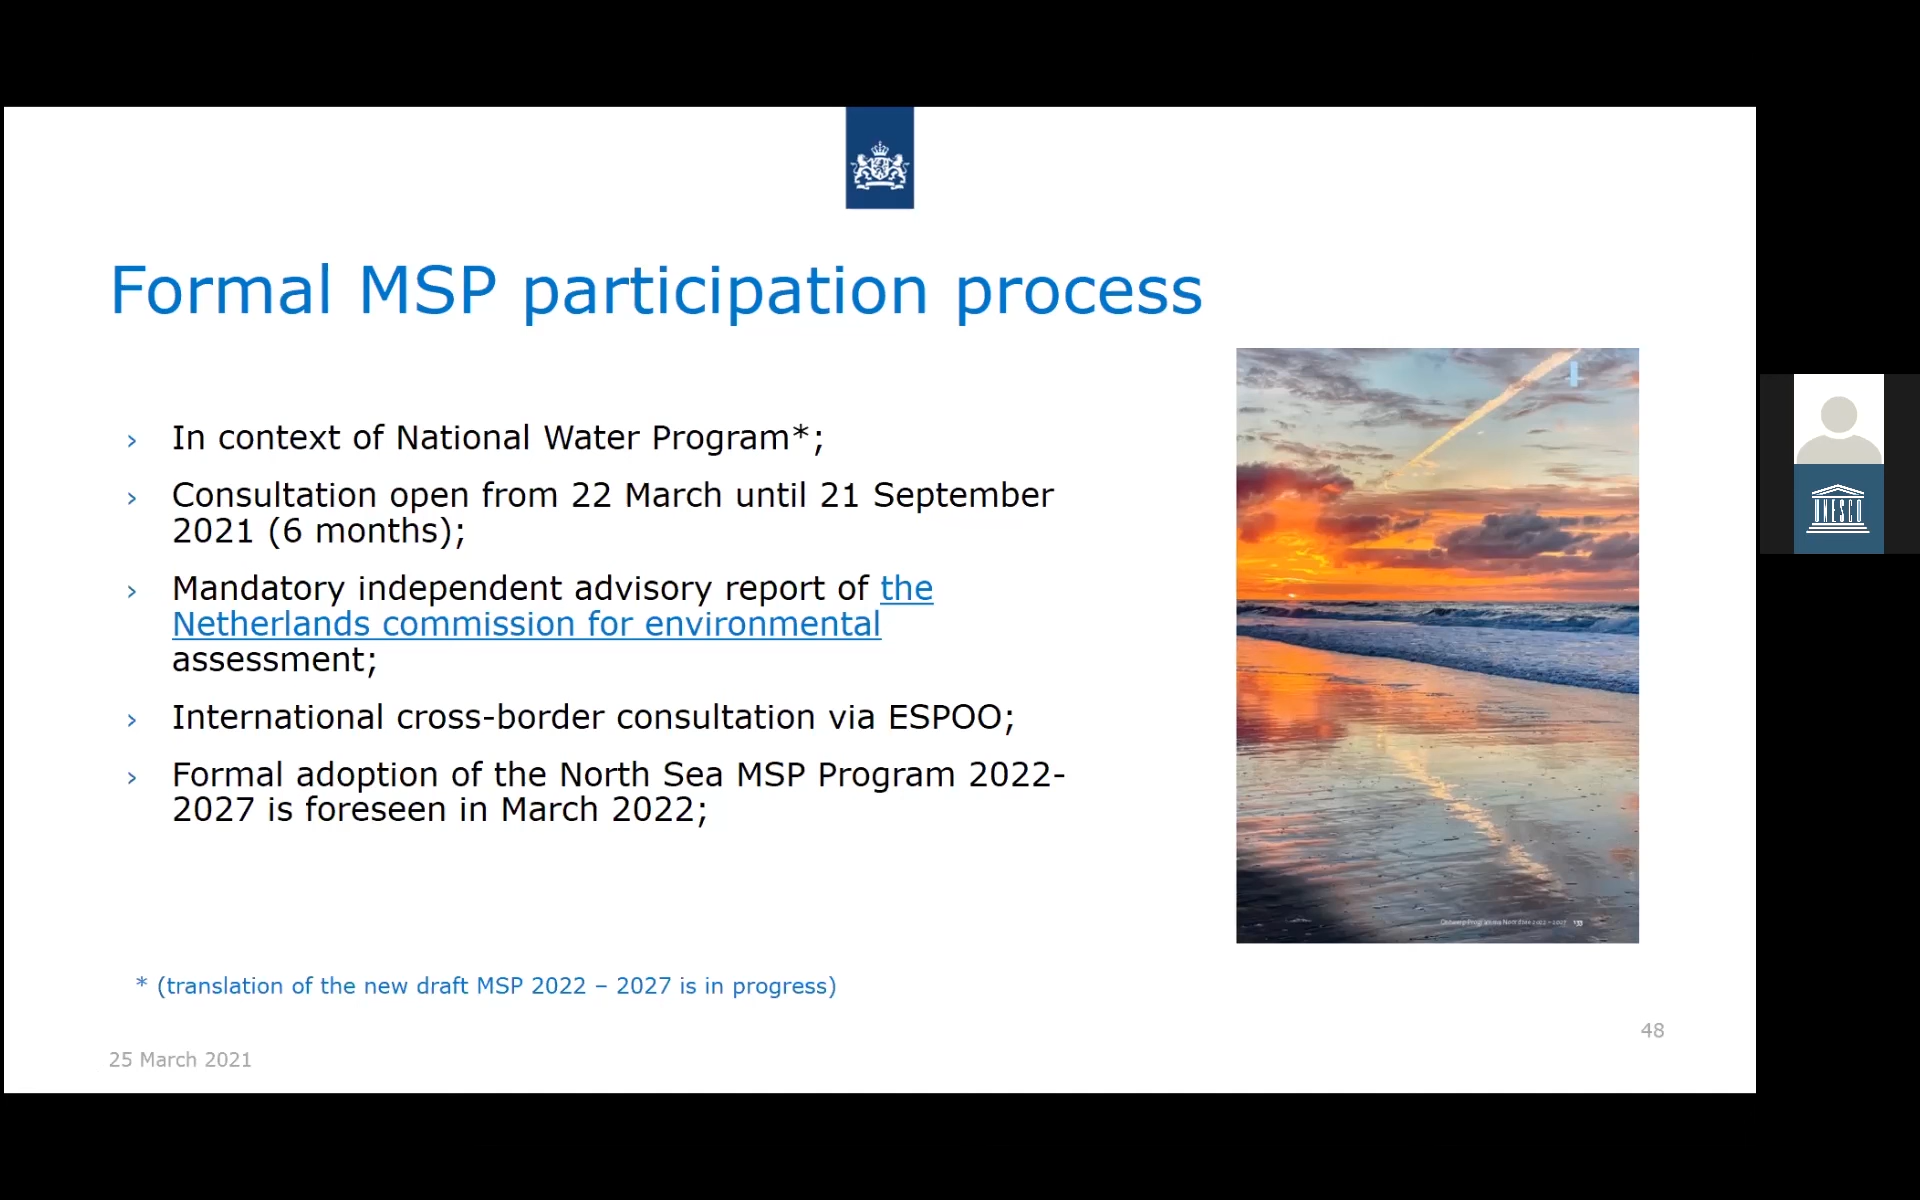 Formal MSP participation process
› In context of National Water Program*;
› Consultation open from 22 March until 21 September
2021 (6 months);
› Mandatory independent advisory report of the
Netherlands commission for environmental
assessment;
› International cross-border consultation via ESPOO;
› Formal adoption of the North Sea MSP Program 2022-
2027 is foreseen in March 2022;
* (translation of the new draft MSP 2022 – 2027 is in progress)
48
25 March 2021
UNESCO